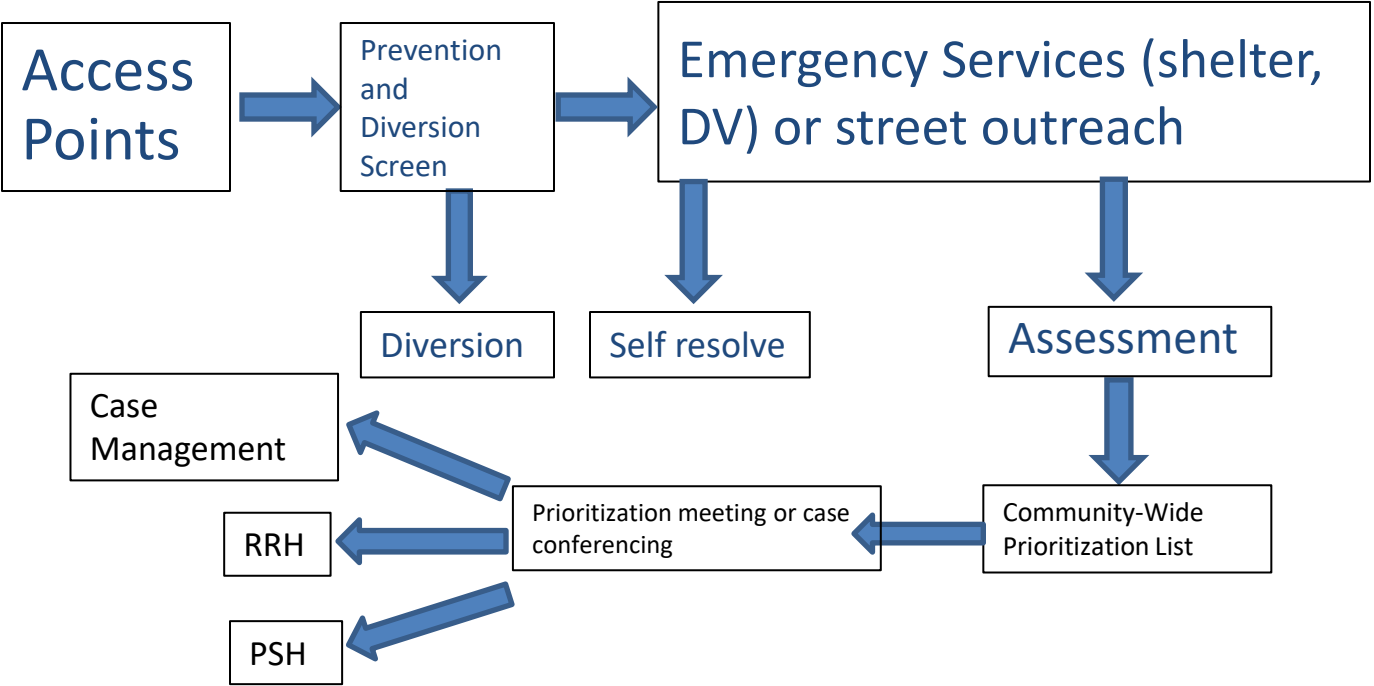 Access
Points
Prevention
and
Diversion
Screen
Emergency Services (shelter,
DV) or street outreach
Diversion
Self resolve
Assessment
Case
Management
Prioritization meeting or case
conferencing
Community-Wide
Prioritization List
RRH
PSH